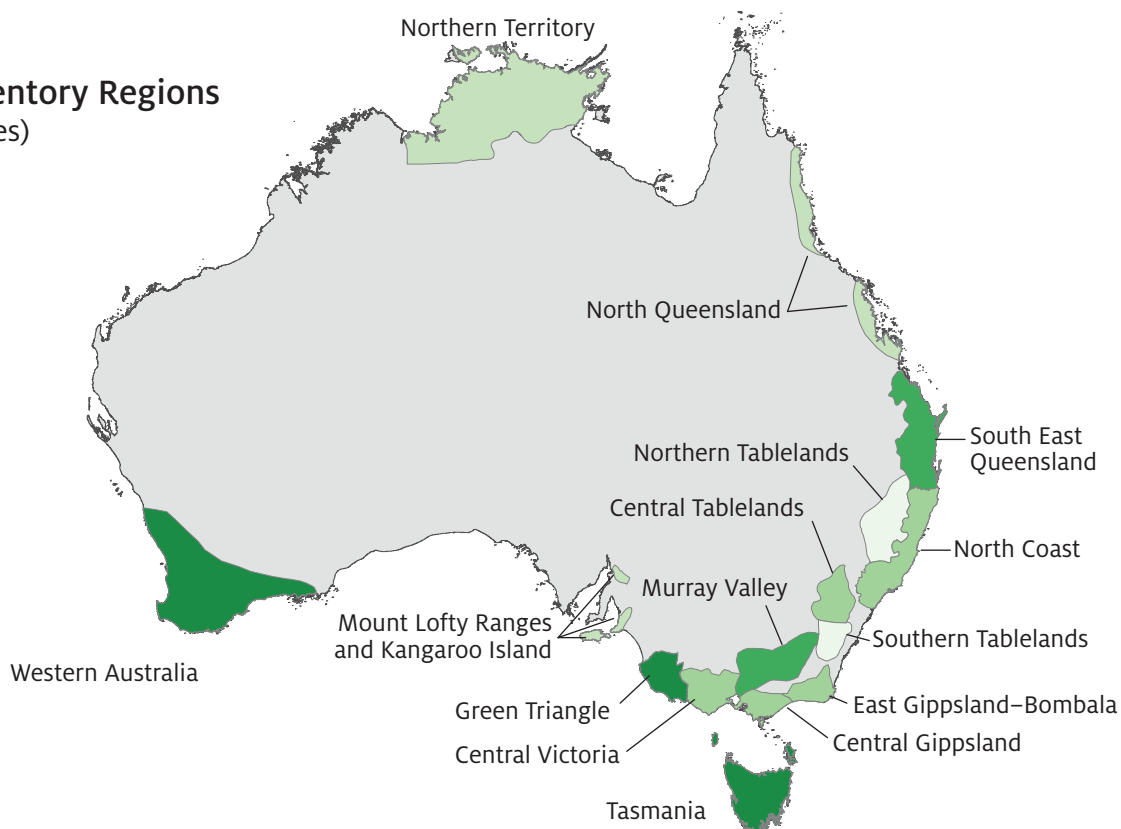 Northern Territory
entory Regions
es)
North Queensland
South East
Queensland
Northern Tablelands
Central Tablelands
North Coast
Murray Valley
Mount Lofty Ranges
and Kangaroo Island
Southern Tablelands
Western Australia
Green Triangle
East Gippsland–Bombala
Central Gippsland
Central Victoria
Tasmania